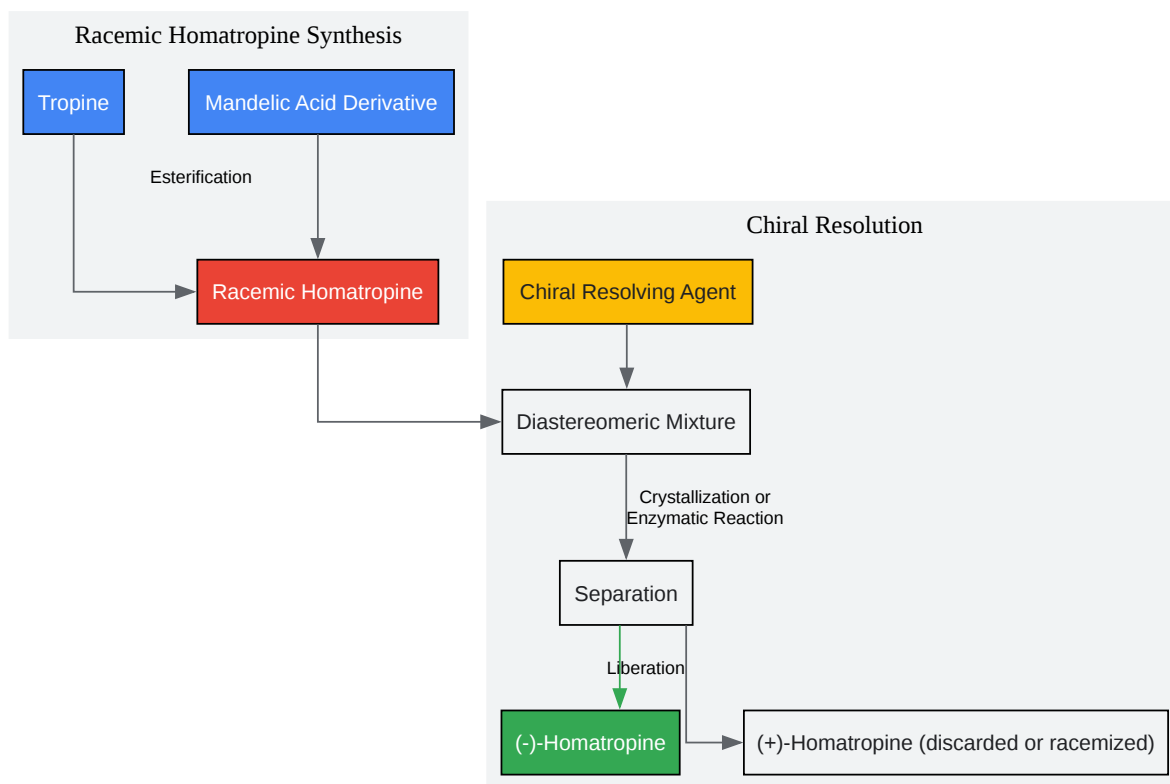 Racemic Homatropine Synthesis
Tropine
Mandelic Acid Derivative
Esterification
Racemic Homatropine
Chiral Resolution
Chiral Resolving Agent
Diastereomeric Mixture
Crystallization or
Enzymatic Reaction
Separation
Liberation
(-)-Homatropine
(+)-Homatropine (discarded or racemized)